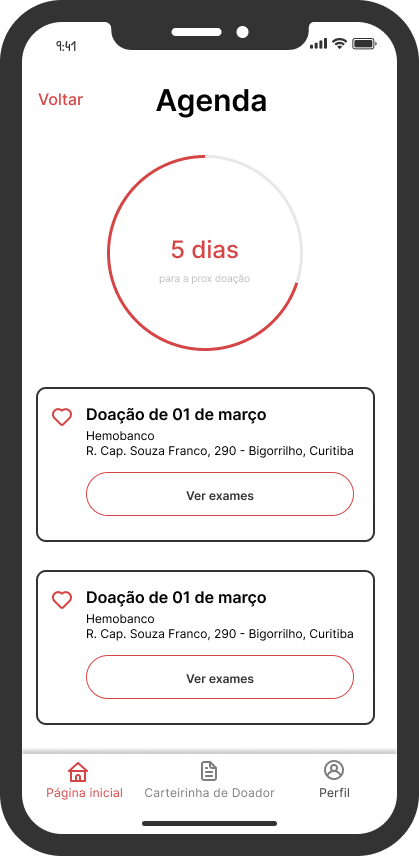 9:41
Voltar
Agenda
5 dias
para a prox doação
Doação de 01 de março
Hemobanco
R. Cap. Souza Franco, 290 - Bigorrilho, Curitiba
Ver exames
Doação de 01 de março
Hemobanco
R. Cap. Souza Franco, 290 - Bigorrilho, Curitiba
Ver exames
Página inicial
Carteirinha de Doador
Perfil